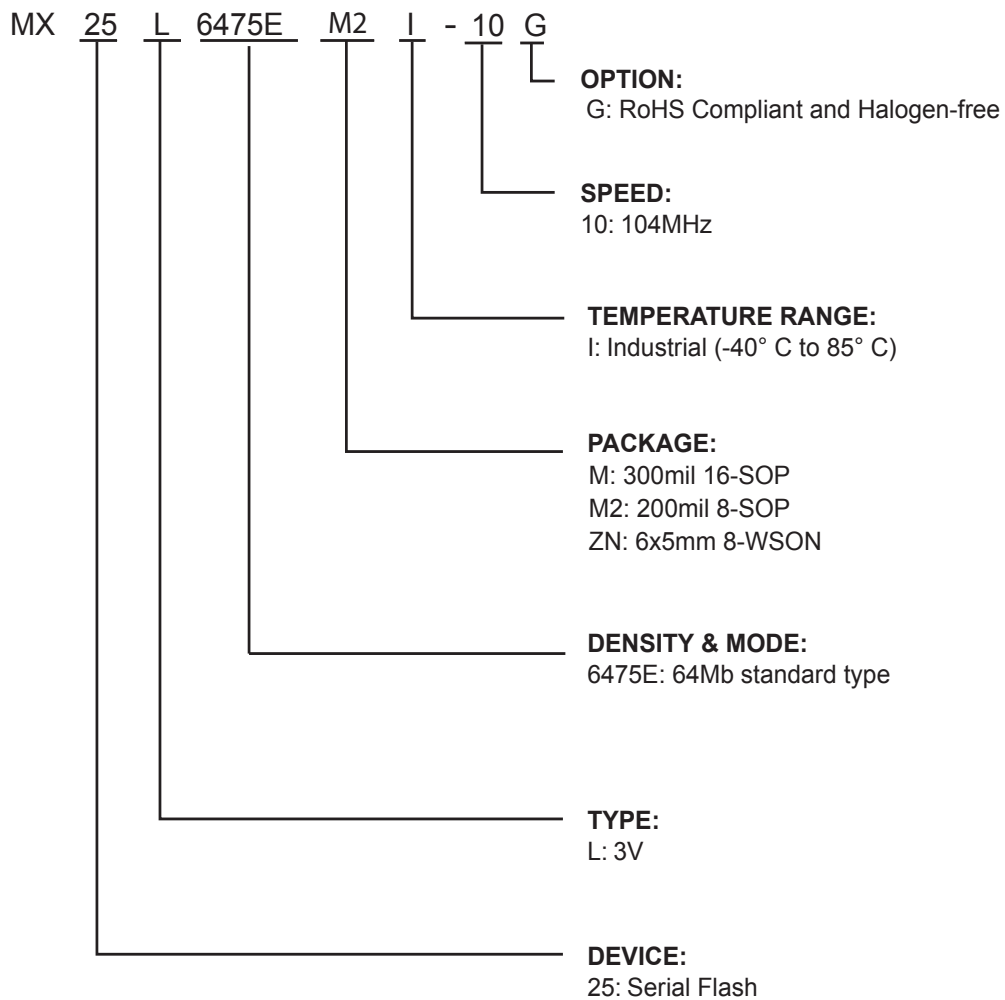 MX 25 L 6475E M2 I - 10 G
OPTION:
G: RoHS Compliant and Halogen-free
SPEED:
10: 104MHz
TEMPERATURE RANGE:
I: Industrial (-40° C to 85° C)
PACKAGE:
M: 300mil 16-SOP
M2: 200mil 8-SOP
ZN: 6x5mm 8-WSON
DENSITY & MODE:
6475E: 64Mb standard type
TYPE:
L: 3V
DEVICE:
25: Serial Flash